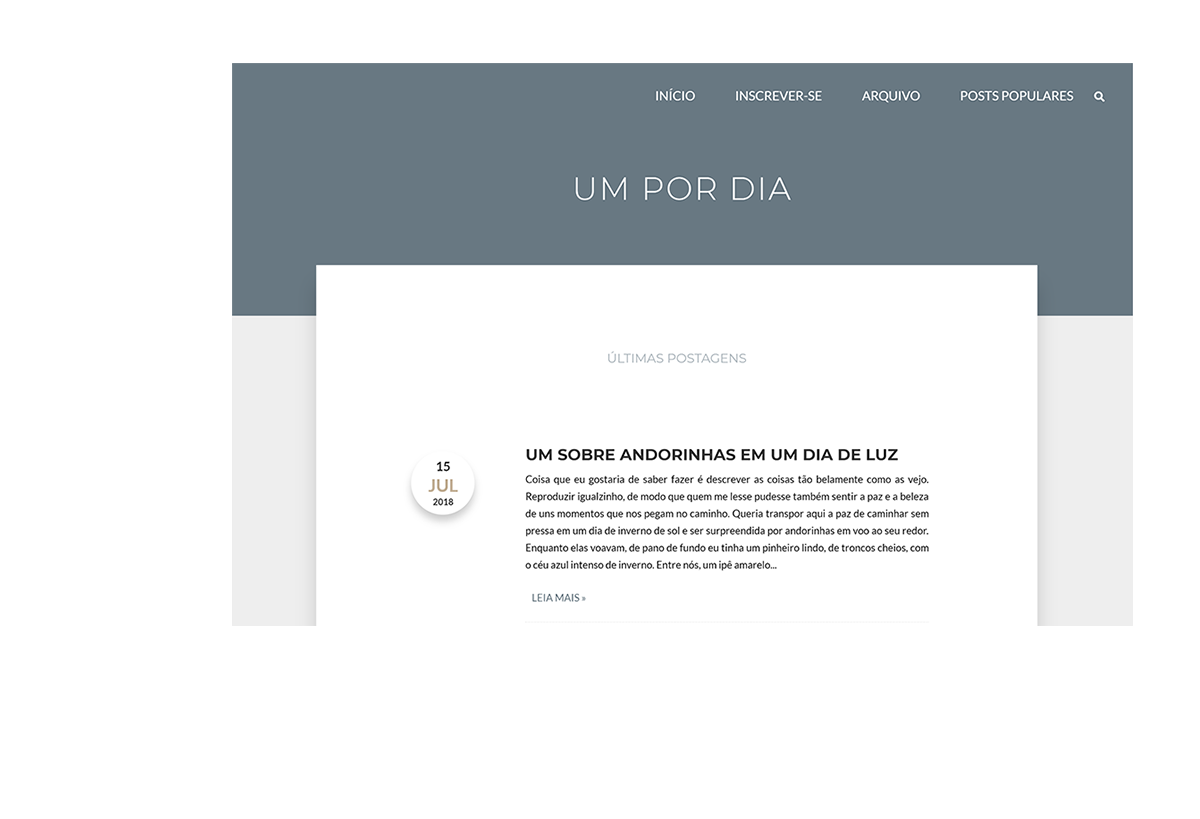 INÍCIO INSCREVER-SE ARQUIVO POSTS POPULARES
UM POR DIA
ÚLTIMAS POSTAGENS
15
JUL
2018
UM SOBRE ANDORINHAS EM UM DIA DE LUZ
Coisa que eu gostaria de saber fazer é descrever as coisas tão belamente como as vejo.
Reproduzir igualzinho, de modo que quem me lesse pudesse também sentir a paz e a beleza
de uns momentos que nos pegam no caminho. Queria transpor aqui a paz de caminhar sem
pressa em um dia de inverno de sol e ser surpreendida por andorinhas em voo ao seu redor.
Enquanto elas voavam, de pano de fundo eu tinha um pinheiro lindo, de troncos cheios, com
o céu azul intenso de inverno. Entre nós, um ipê amarelo...
LEIA MAIS »